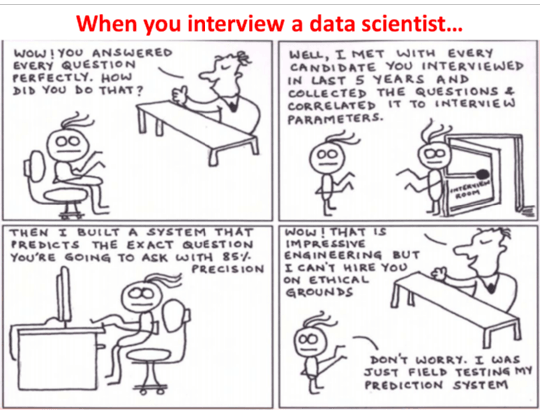 When you interview a data scientist...
WOW! YOU ANSWERED
EVERY QUESTION
PERFECTLY. HOW
DID YOU DO THAT?
WELL, I MET WITH EVERY
CANDIDATE YOU INTERVIEWED
IN LAST 5 YEARS AND
COLLECTED THE QUESTIONS &
CORRELATED IT TO INTERVIEW
PARAMETERS.
INTERVIEW
ROOM
THEN I BUILT A SYSTEM THAT
PREDICTS THE EXACT QUESTION
YOU'RE GOING TO ASK WITH 85%
PRECISION
WOW! THAT IS
IMPRESSIVE
ENGINEERING BUT
I CAN'T HIRE YOU
ON ETHICAL
GROUNDS
DON'T WORRY. I WAS
JUST FIELD TESTING MY
PREDICTION SYSTEM